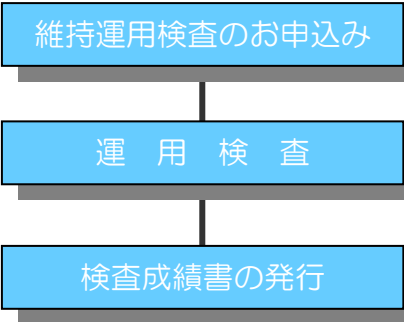 維持運用検査のお申込み
運　用　検　査
検査成績書の発行